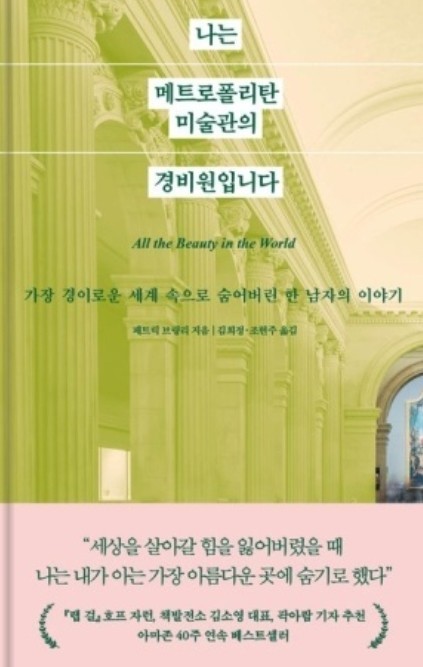 나는
메트로폴리탄
미술관의
경비원입니다
All the Beauty in the World
가장 경이로운 세계 속으로 숨어버린 한 남자의 이야기
패트릭 브링리 지음 | 김희정·조현주 옮김
“세상을 살아갈 힘을 잃어버렸을 때
나는 내가 아는 가장 아름다운 곳에 숨기로 했다”
『랩 걸』 호프 자런, 책발전소 김소영 대표, 곽아람 기자 추천
아마존 40주 연속 베스트셀러